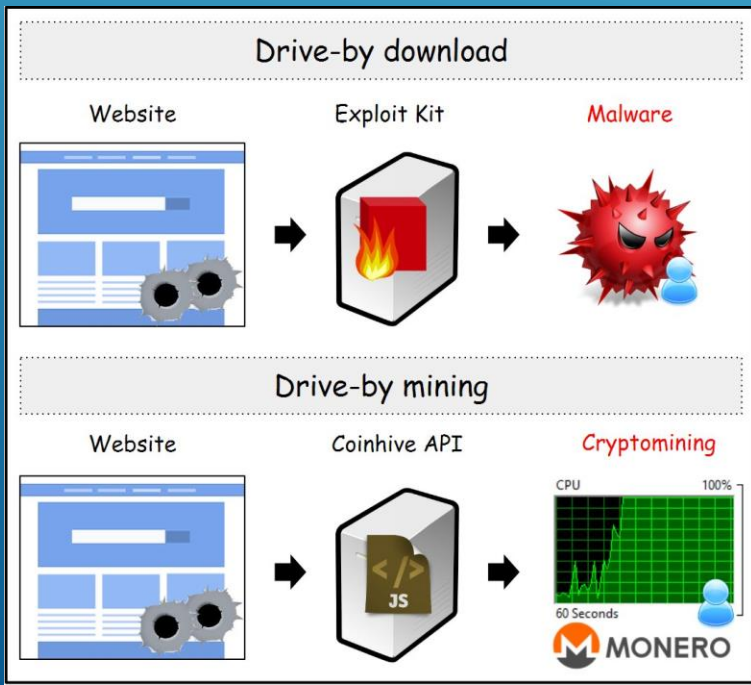 Drive-by download
Website Exploit Kit Malware
Drive-by mining
Website Coinhive API Cryptomining
CPU 100%
</>
JS
60 Seconds
MONERO